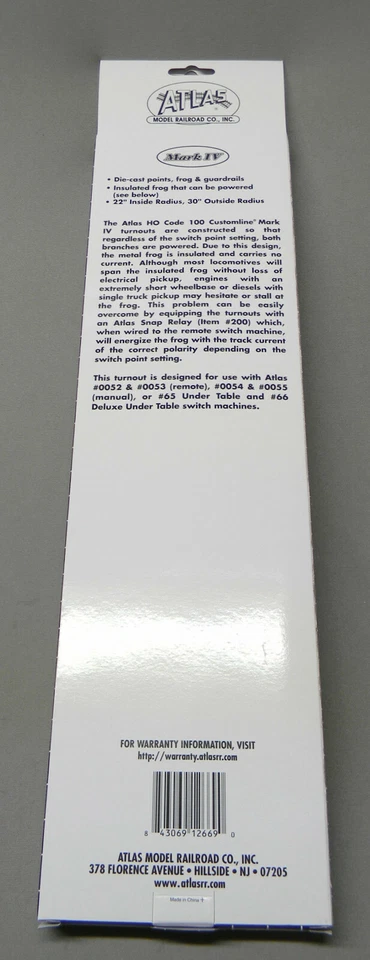 ATLAS
MODEL RAILROAD CO., INC.
Mark IV
• Die-cast points, frog & guardrails
• Insulated frog that can be powered
(see below)
• 22" Inside Radius, 30" Outside Radius
The Atlas HO Code 100 Customline® Mark
IV turnouts are constructed so that
regardless of the switch point setting, both
branches are powered. Due to this design,
the metal frog is insulated and carries no
current. Although most locomotives will
span the insulated frog without loss of
electrical pickup, engines with an
extremely short wheelbase or diesels with
single truck pickup may hesitate or stall at
the frog. This problem can be easily
overcome by equipping the turnouts with
an Atlas Snap Relay (Item #200) which,
when wired to the remote switch machine,
will energize the frog with the track current
of the correct polarity depending on the
switch point setting.
This turnout is designed for use with Atlas
#0052 & #0053 (remote), #0054 & #0055
(manual), or #65 Under Table and #66
Deluxe Under Table switch machines.
FOR WARRANTY INFORMATION, VISIT
http://warranty.atlasrr.com
8 43069 12669 0
ATLAS MODEL RAILROAD CO., INC.
378 FLORENCE AVENUE • HILLSIDE • NJ • 07205
www.atlasrr.com
Made in China